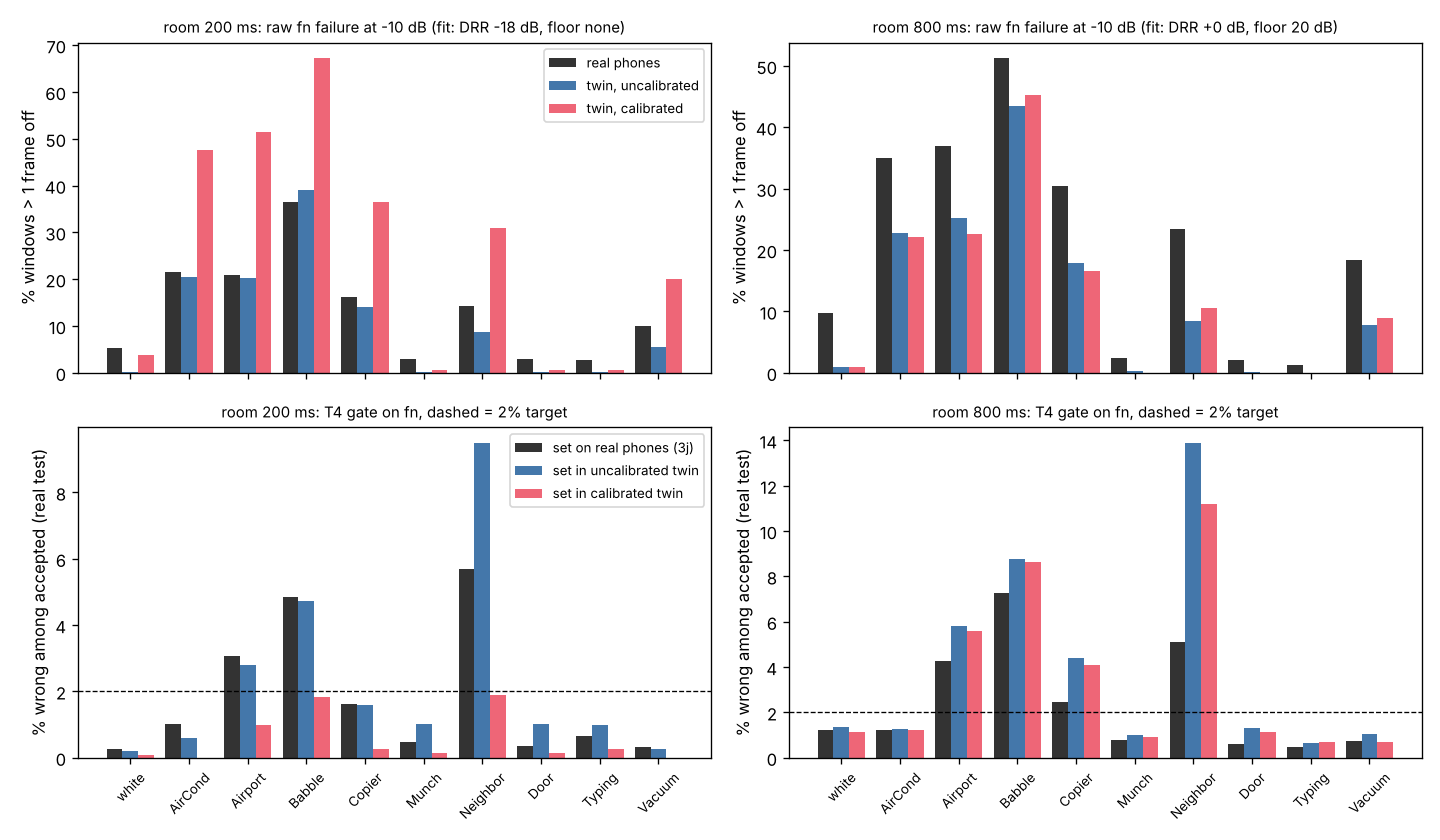 room 200 ms: raw fn failure at -10 dB (fit: DRR -18 dB, floor none)
% windows > 1 frame off
70
60
50
40
30
20
10
0
real phones
twin, uncalibrated
twin, calibrated
room 800 ms: raw fn failure at -10 dB (fit: DRR +0 dB, floor 20 dB)
% windows > 1 frame off
50
40
30
20
10
0
room 200 ms: T4 gate on fn, dashed = 2% target
% wrong among accepted (real test)
8
6
4
2
0
set on real phones (3j)
set in uncalibrated twin
set in calibrated twin
white
AirCond
Airport
Babble
Copier
Munch
Neighbor
Door
Typing
Vacuum
room 800 ms: T4 gate on fn, dashed = 2% target
% wrong among accepted (real test)
14
12
10
8
6
4
2
0
white
AirCond
Airport
Babble
Copier
Munch
Neighbor
Door
Typing
Vacuum